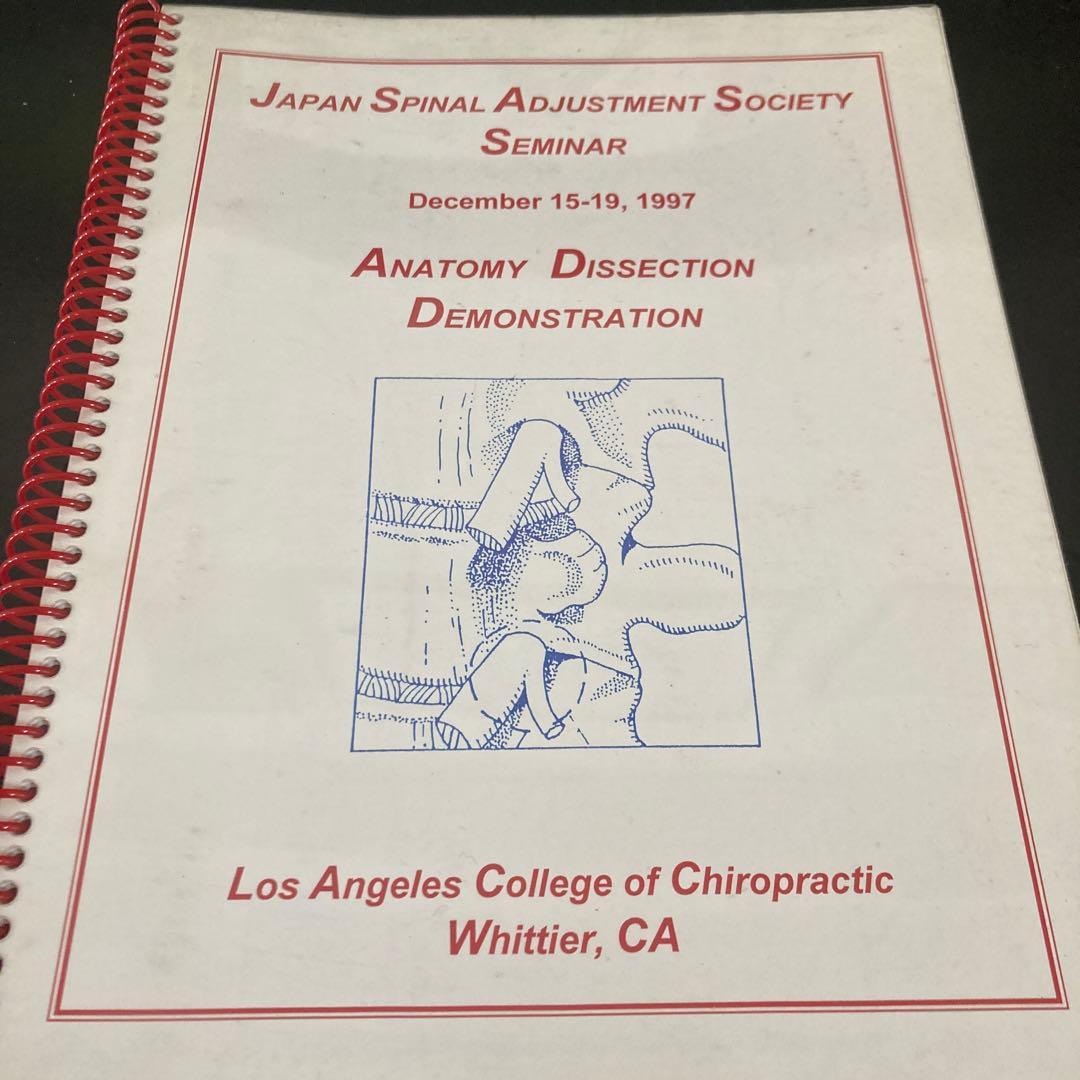 JAPAN SPINAL ADJUSTMENT SOCIETY
SEMINAR
December 15-19, 1997
ANATOMY DISSECTION
DEMONSTRATION
Los Angeles College of Chiropractic
Whittier, CA